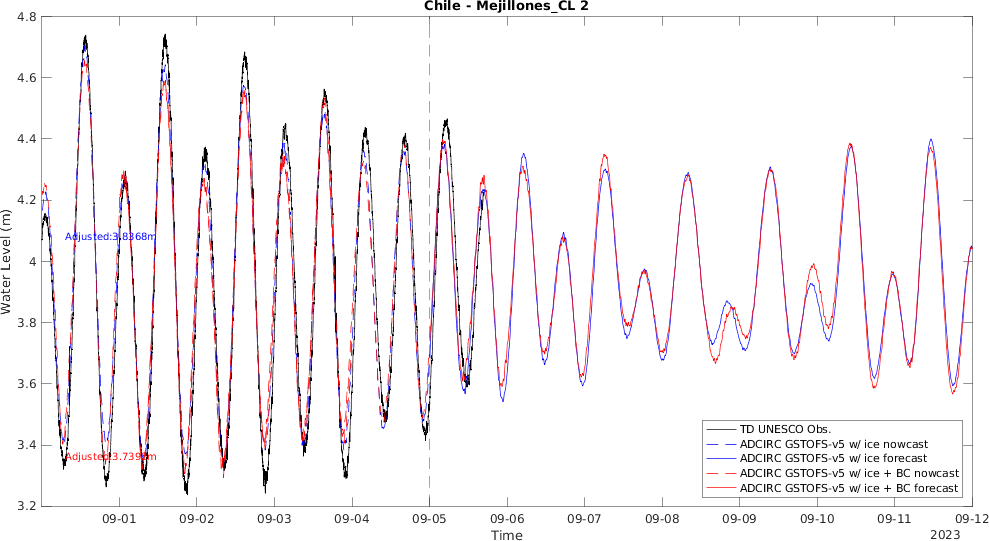 Chile - Mejillones_CL 2
4.8
4.6
4.4
4.2
4
3.8
3.6
3.4
3.2
Water Level (m)
Adjusted:3.8368m
TD UNESCO Obs.
ADCIRC GSTOFS-v5 w/ ice nowcast
ADCIRC GSTOFS-v5 w/ ice forecast
ADCIRC GSTOFS-v5 w/ ice + BC nowcast
ADCIRC GSTOFS-v5 w/ ice + BC forecast
09-01 09-02 09-03 09-04 09-05 09-06 09-07 09-08 09-09 09-10 09-11 09-12
Time
2023